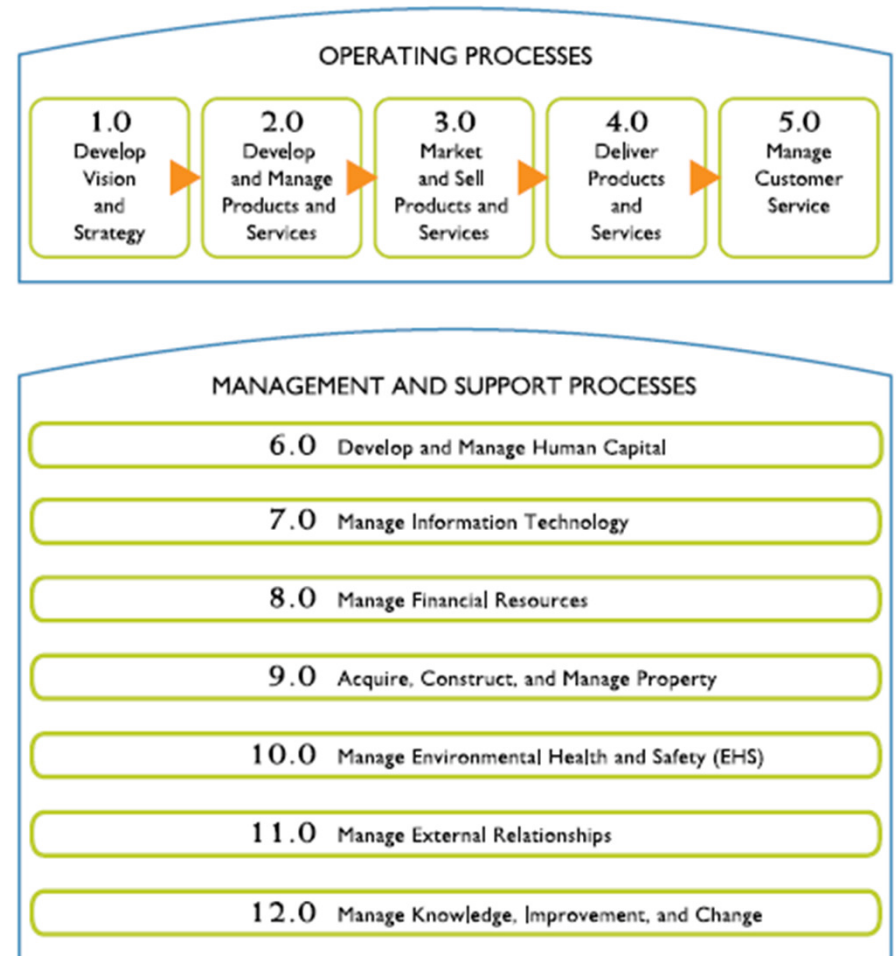 OPERATING PROCESSES
1.0
Develop
Vision
and
Strategy
2.0
Develop
and Manage
Products and
Services
3.0
Market
and Sell
Products and
Services
4.0
Deliver
Products
and
Services
5.0
Manage
Customer
Service
MANAGEMENT AND SUPPORT PROCESSES
6.0 Develop and Manage Human Capital
7.0 Manage Information Technology
8.0 Manage Financial Resources
9.0 Acquire, Construct, and Manage Property
10.0 Manage Environmental Health and Safety (EHS)
11.0 Manage External Relationships
12.0 Manage Knowledge, Improvement, and Change